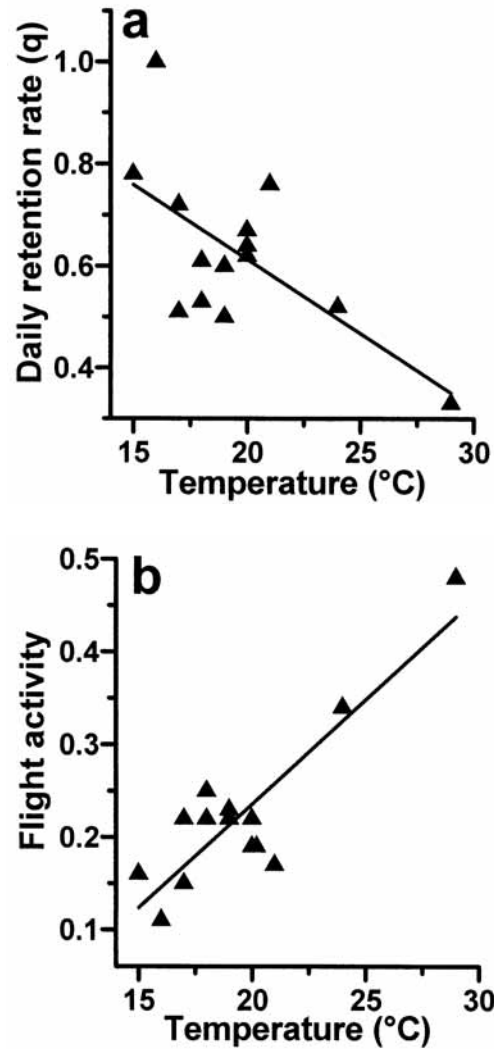 a
Daily retention rate (q)
1.0
0.8
0.6
0.4
15 20 25 30
Temperature (°C)
b
Flight activity
0.5
0.4
0.3
0.2
0.1
15 20 25 30
Temperature (°C)